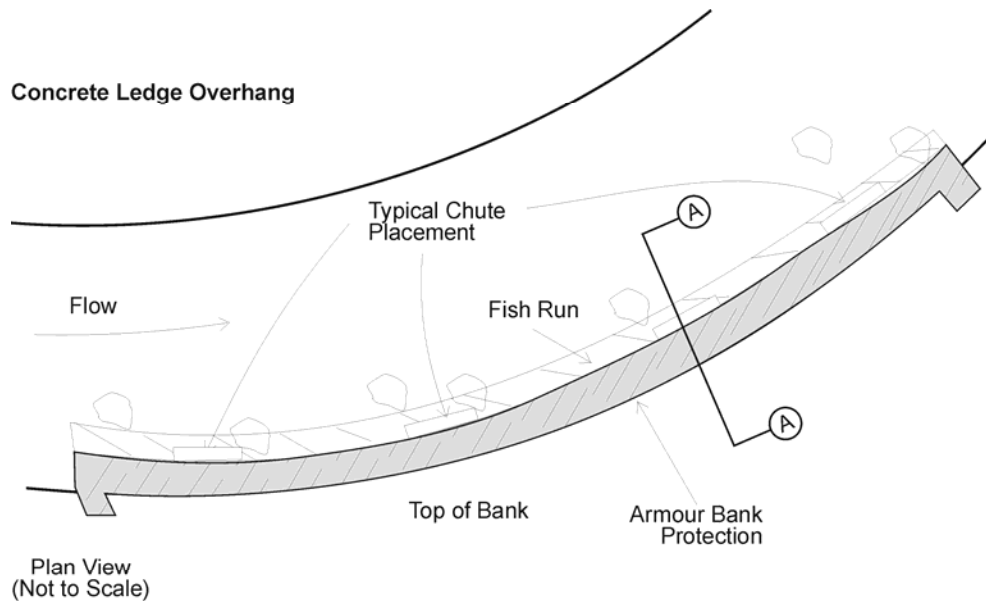 Concrete Ledge Overhang
Typical Chute
Placement
A
Flow
Fish Run
A
Top of Bank
Armour Bank
Protection
Plan View
(Not to Scale)